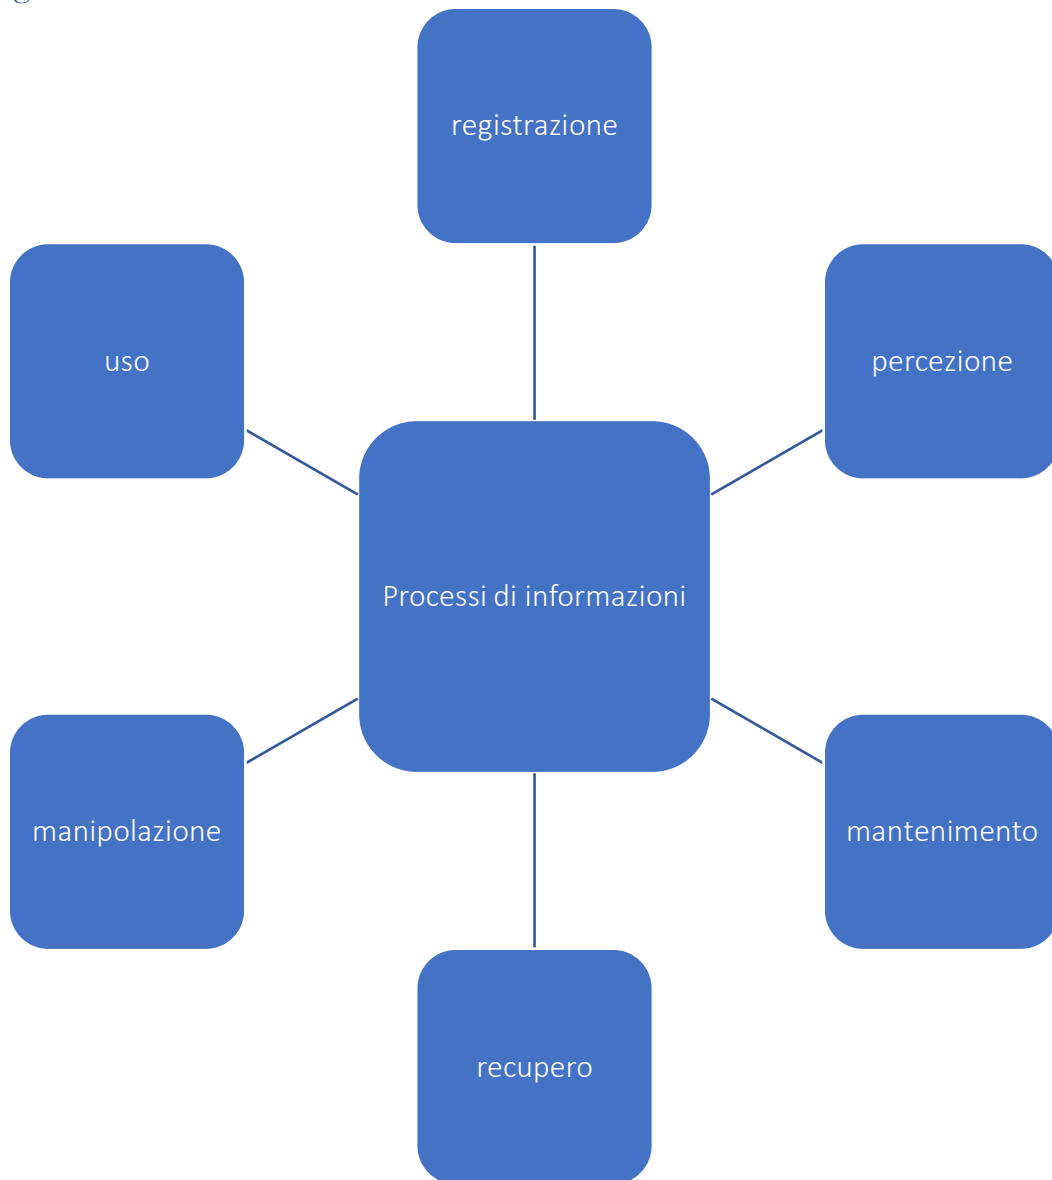 registrazione
uso
percezione
Processi di informazioni
manipolazione
mantenimento
recupero